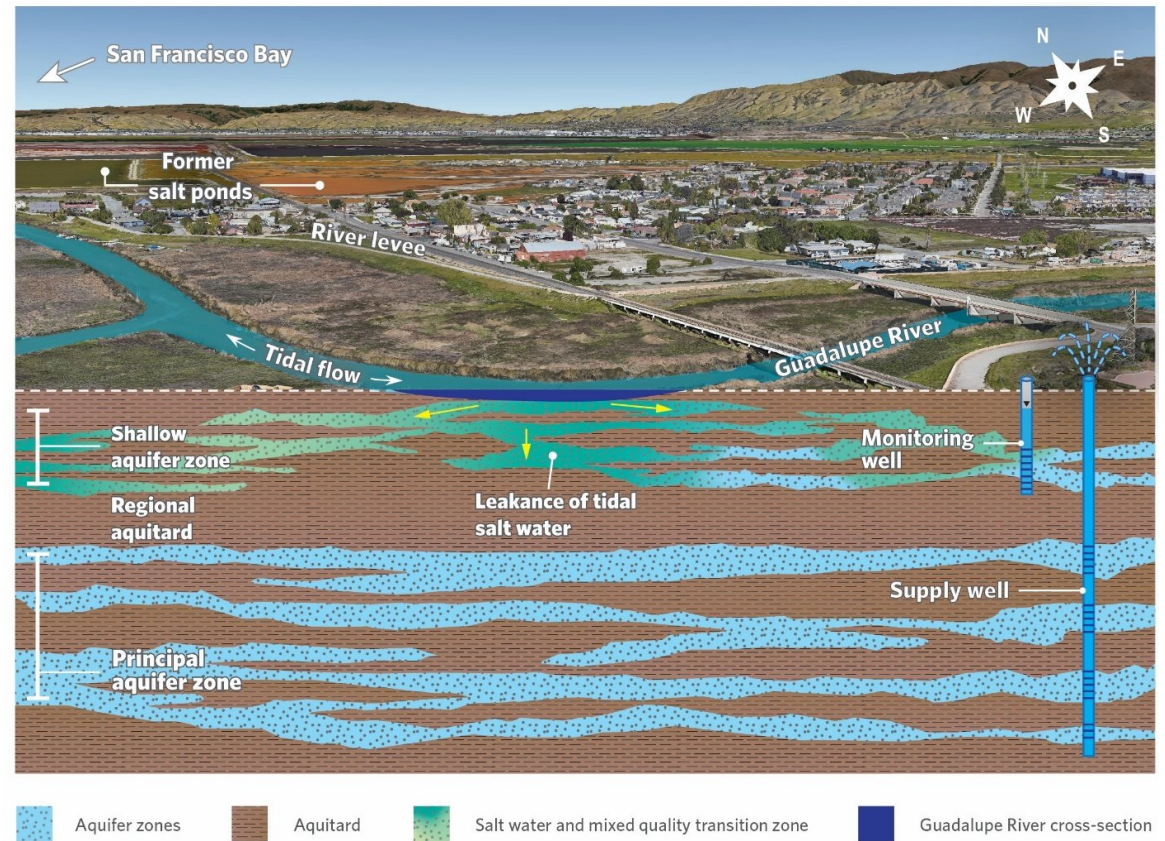 San Francisco Bay
N
E
W
S
Former
salt ponds
River levee
Tidal flow
Guadalupe River
Shallow
aquifer zone
Monitoring
well
Leakance of tidal
salt water
Regional
aquitard
Supply well
Principal
aquifer zone
Aquifer zones
Aquitard
Salt water and mixed quality transition zone
Guadalupe River cross-section